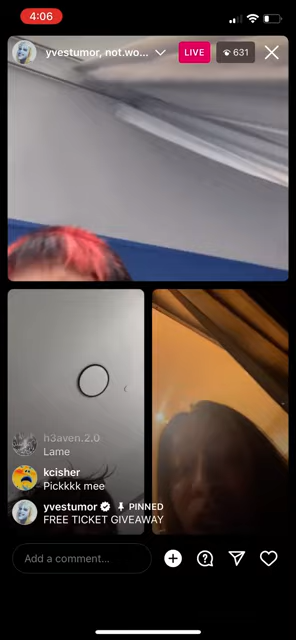 4:06
yvestumor, not.wo...
LIVE
631
h3aven.2.0
Lame
kcisher
Pickkkk mee
yvestumor PINNED
FREE TICKET GIVEAWAY
Add a comment...